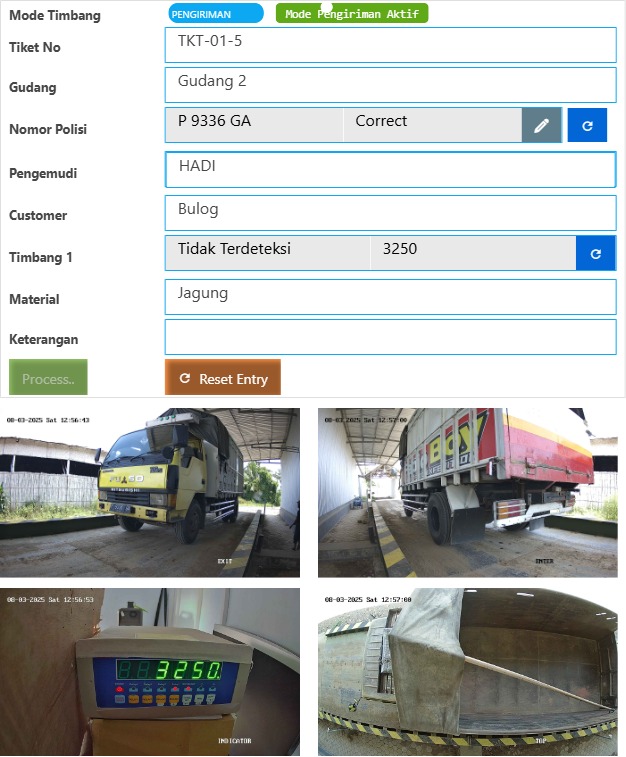 Mode Timbang PENGIRIMAN Mode Pengiriman Aktif
Tiket No TKT-01-5
Gudang Gudang 2
Nomor Polisi P 9336 GA Correct
Pengemudi HADI
Customer Bulog
Timbang 1 Tidak Terdeteksi 3250
Material Jagung
Keterangan
Process.. Reset Entry
08-03-2025 Sat 12:56:43
EXIT
08-03-2025 Sat 12:57:00
BOY
ENTER
08-03-2025 Sat 12:56:53
3250.
INDICATOR
08-03-2025 Sat 12:57:00
TOP